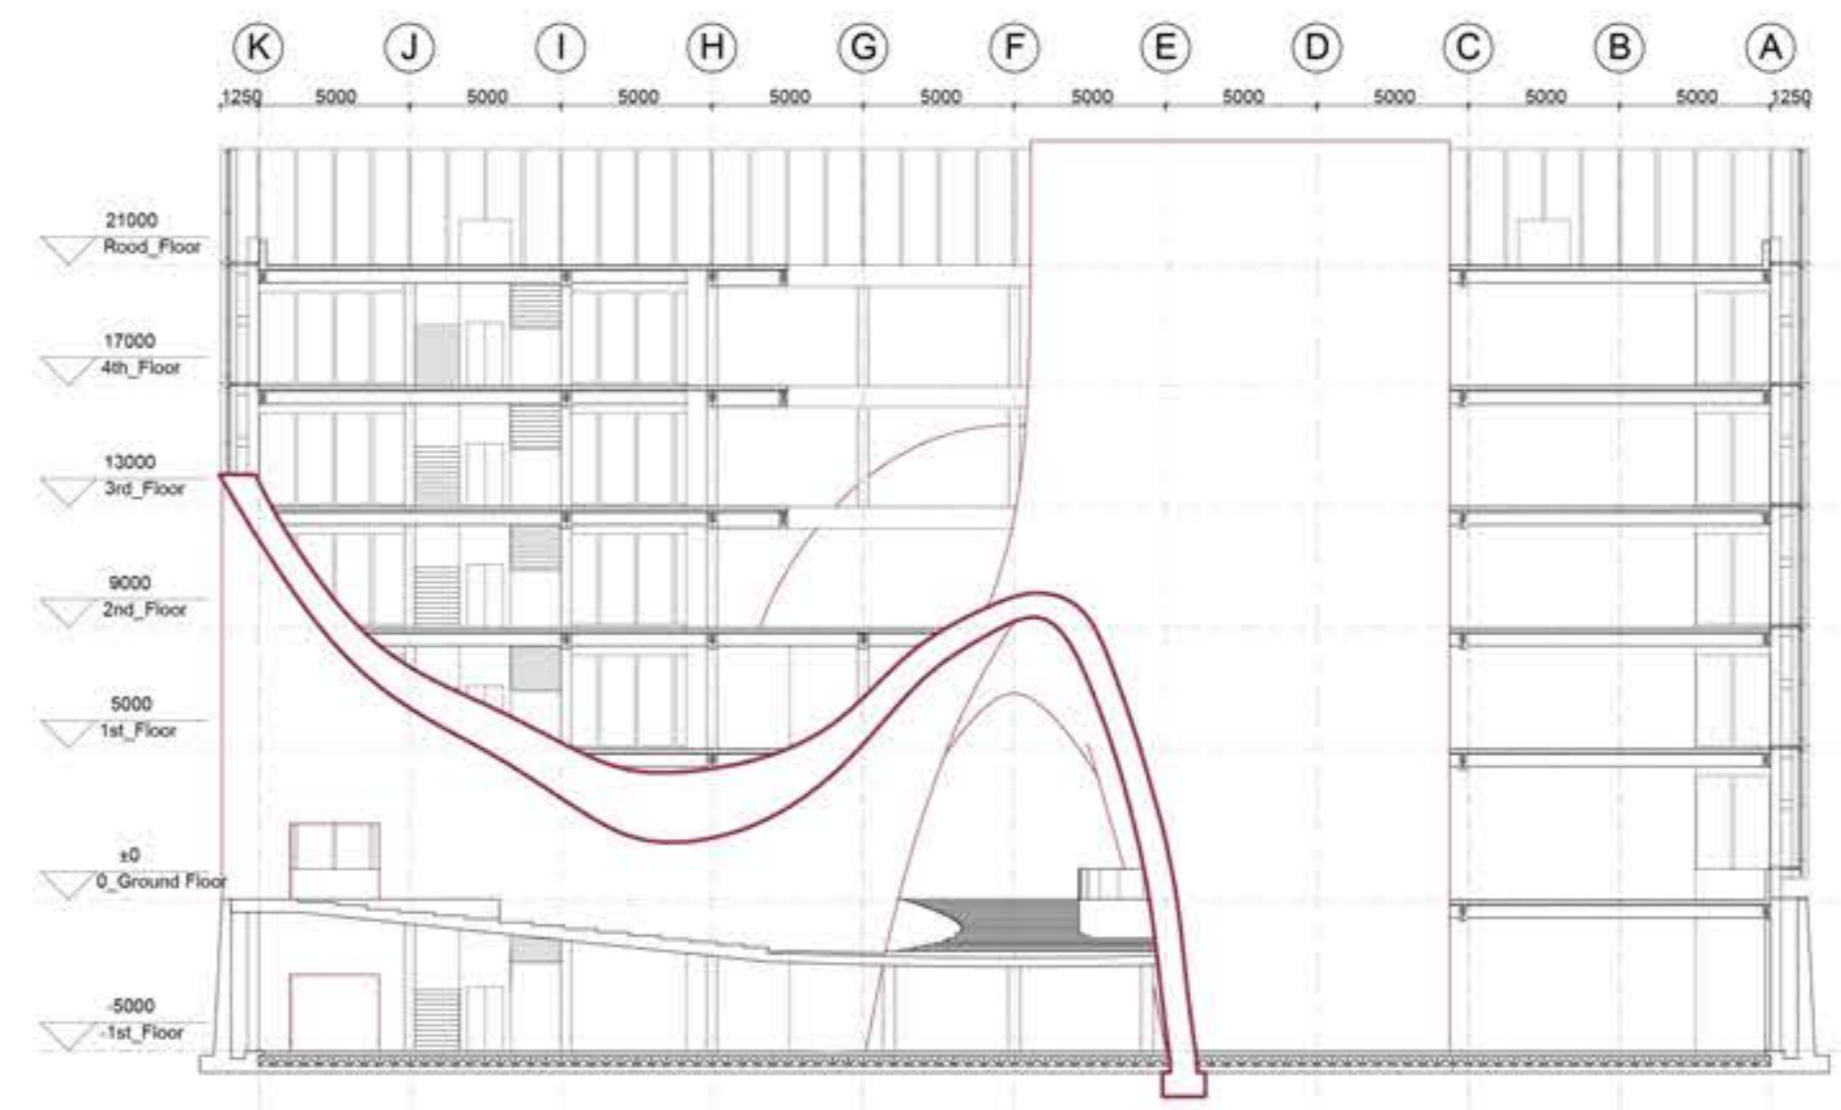 K J I H G F E D C B A
1250 5000 5000 5000 5000 5000 5000 5000 5000 5000 5000 1250
21000
Rood_Floor
17000
4th_Floor
13000
3rd_Floor
9000
2nd_Floor
5000
1st_Floor
±0
0_Ground Floor
-5000
-1st_Floor